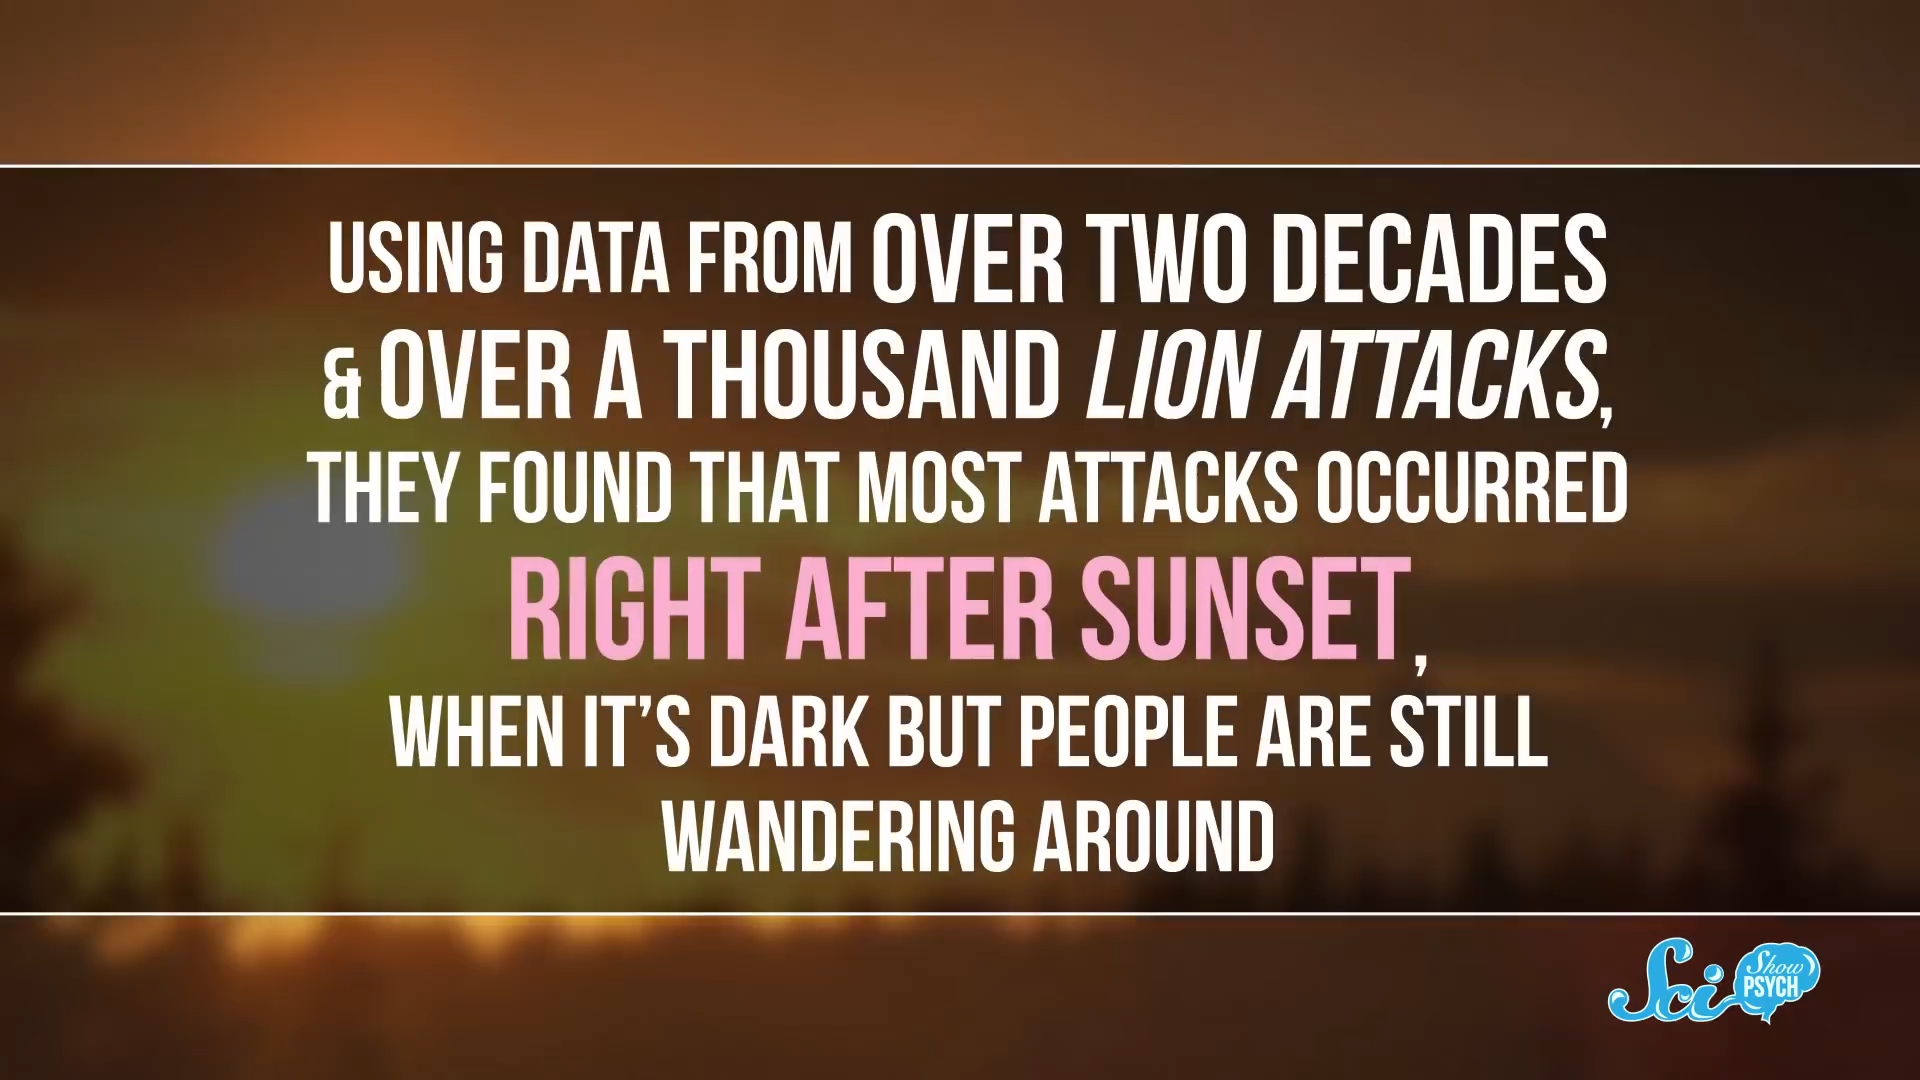 USING DATA FROM OVER TWO DECADES
& OVER A THOUSAND LION ATTACKS,
THEY FOUND THAT MOST ATTACKS OCCURRED
RIGHT AFTER SUNSET,
WHEN IT'S DARK BUT PEOPLE ARE STILL
WANDERING AROUND
Sci Show
PSYCH